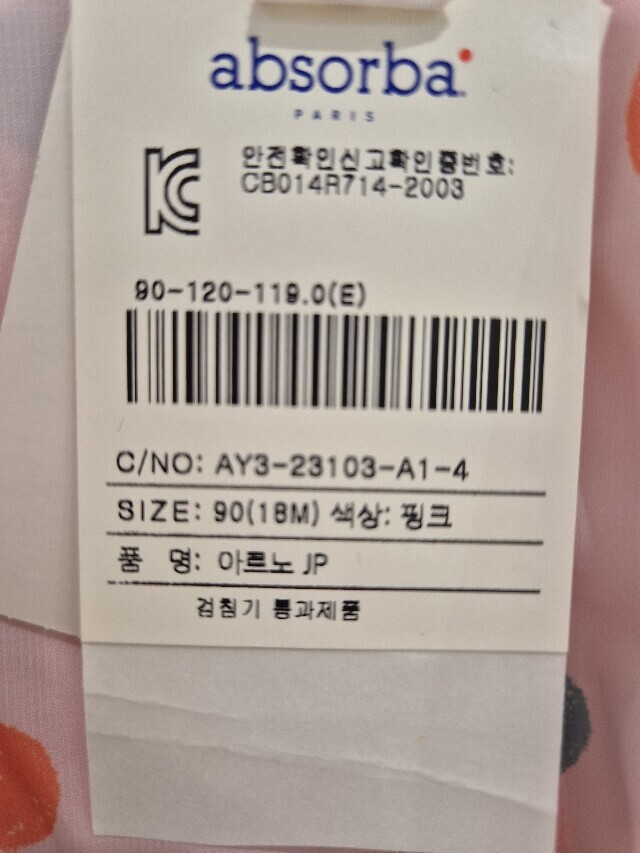 absorba
PARIS
안전확인신고확인증번호:
CB014R714-2003
90-120-119.0(E)
C/NO: AY3-23103-A1-4
SIZE: 90(18M) 색상: 핑크
품 명: 아르노 JP
검침기 통과제품